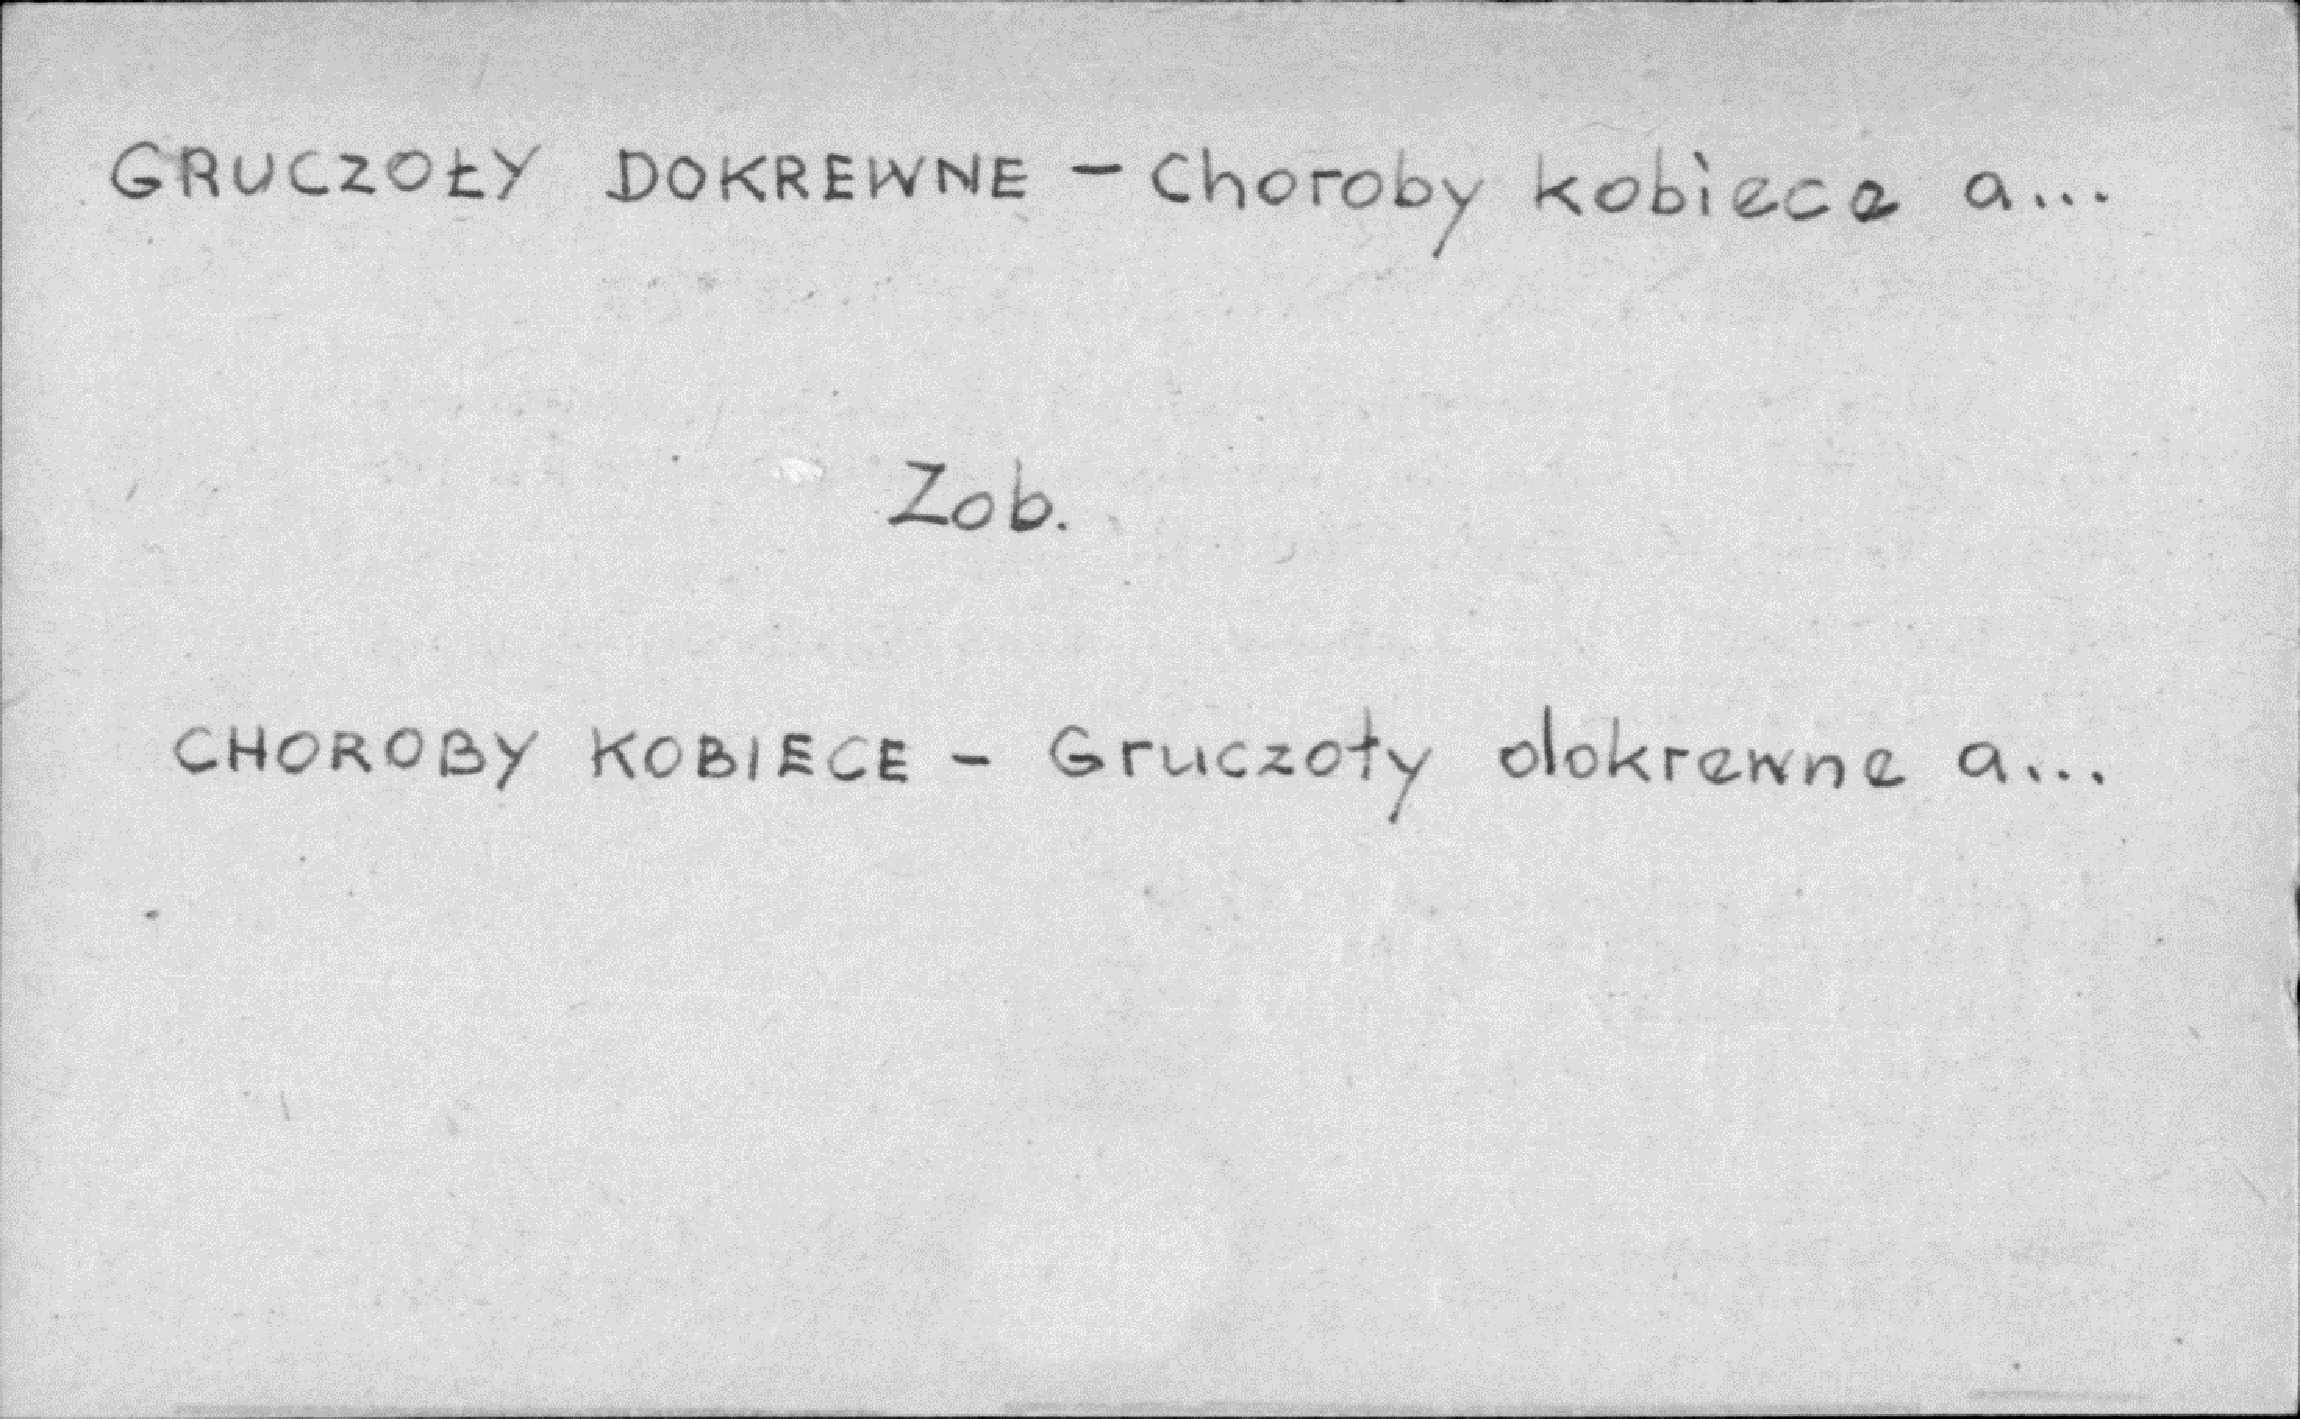 GRUCZOŁY DOKREWNE - Choroby kobiece a...
Zob.
CHOROBY KOBIECE - Gruczoły dokrewne a...